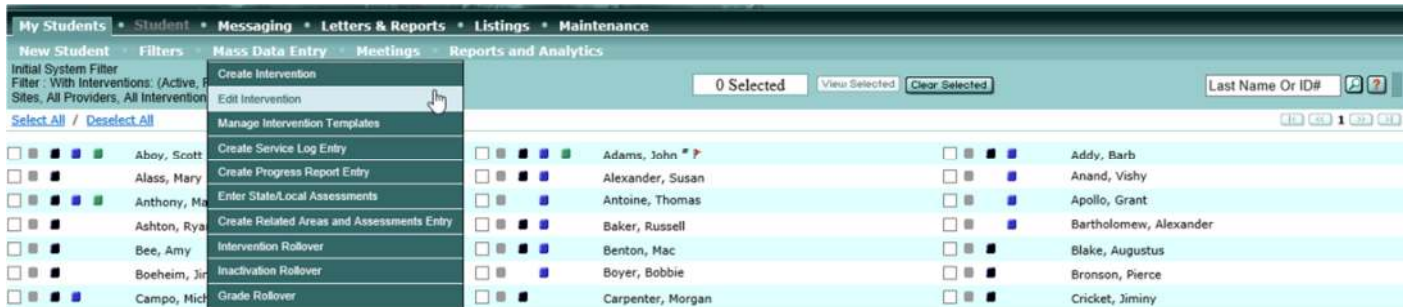 My Students • Student • Messaging • Letters & Reports • Listings • Maintenance
New Student Filters Mass Data Entry Meetings Reports and Analytics
Initial System Filter
Filter : With Interventions: (Active,
Sites, All Providers, All Intervention
0 Selected View Selected Clear Selected Last Name Or ID# ?
Select All / Deselect All
1
Create Intervention
Edit Intervention
Manage Intervention Templates
Create Service Log Entry
Create Progress Report Entry
Enter State/Local Assessments
Create Related Areas and Assessments Entry
Intervention Rollover
Inactivation Rollover
Grade Rollover
Aboy, Scott Adams, John Addy, Barb
Alass, Mary Alexander, Susan Anand, Vishy
Anthony, Ma Antoine, Thomas Apollo, Grant
Ashton, Rya Baker, Russell Bartholomew, Alexander
Bee, Amy Benton, Mac Blake, Augustus
Boeheim, Jin Boyer, Bobbie Bronson, Pierce
Campo, Mich Carpenter, Morgan Cricket, Jiminy